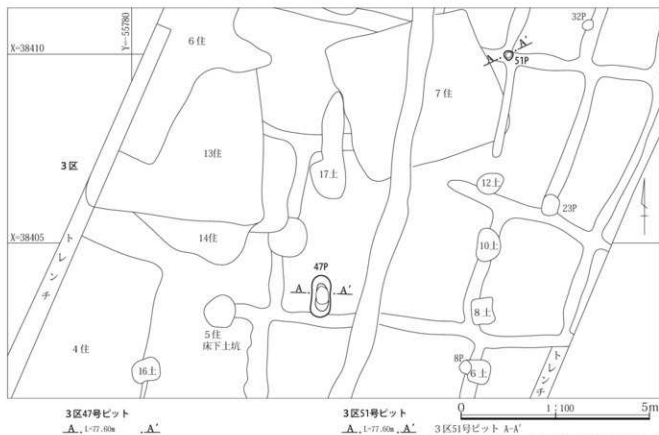 32P
6住
Y=-55780
X=38410
A A'
51P
7住
13住
3区
17土
12土
23P
14住
X=38405
10土
トレンチ
47P
A A'
8土
5住
床下土坑
4住
16土
8P
6土
トレンチ
0 1:100 5m
3区47号ピット
3区51号ピット
A L=77.60m A'
A L=77.60m A'
3区51号ピット A-A'